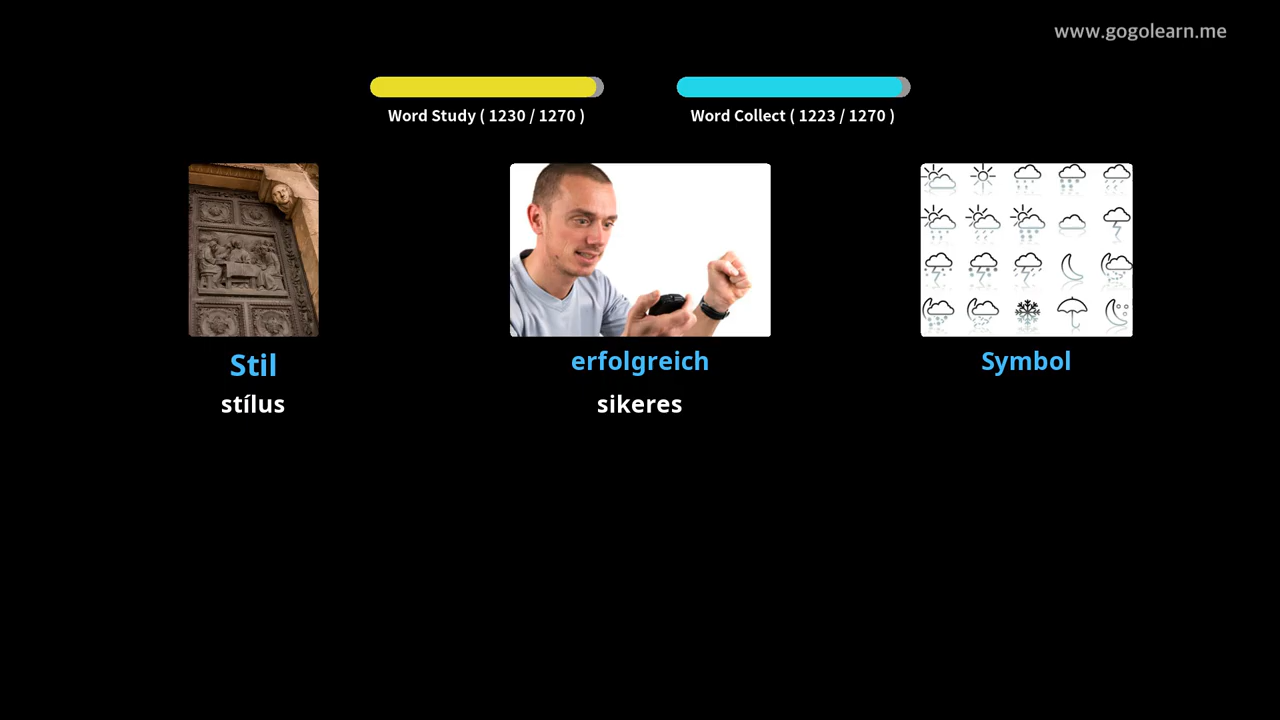 www.gogolearn.me
Word Study ( 1230 / 1270 )
Word Collect ( 1223 / 1270 )
Stil
erfolgreich
Symbol
stílus
sikeres